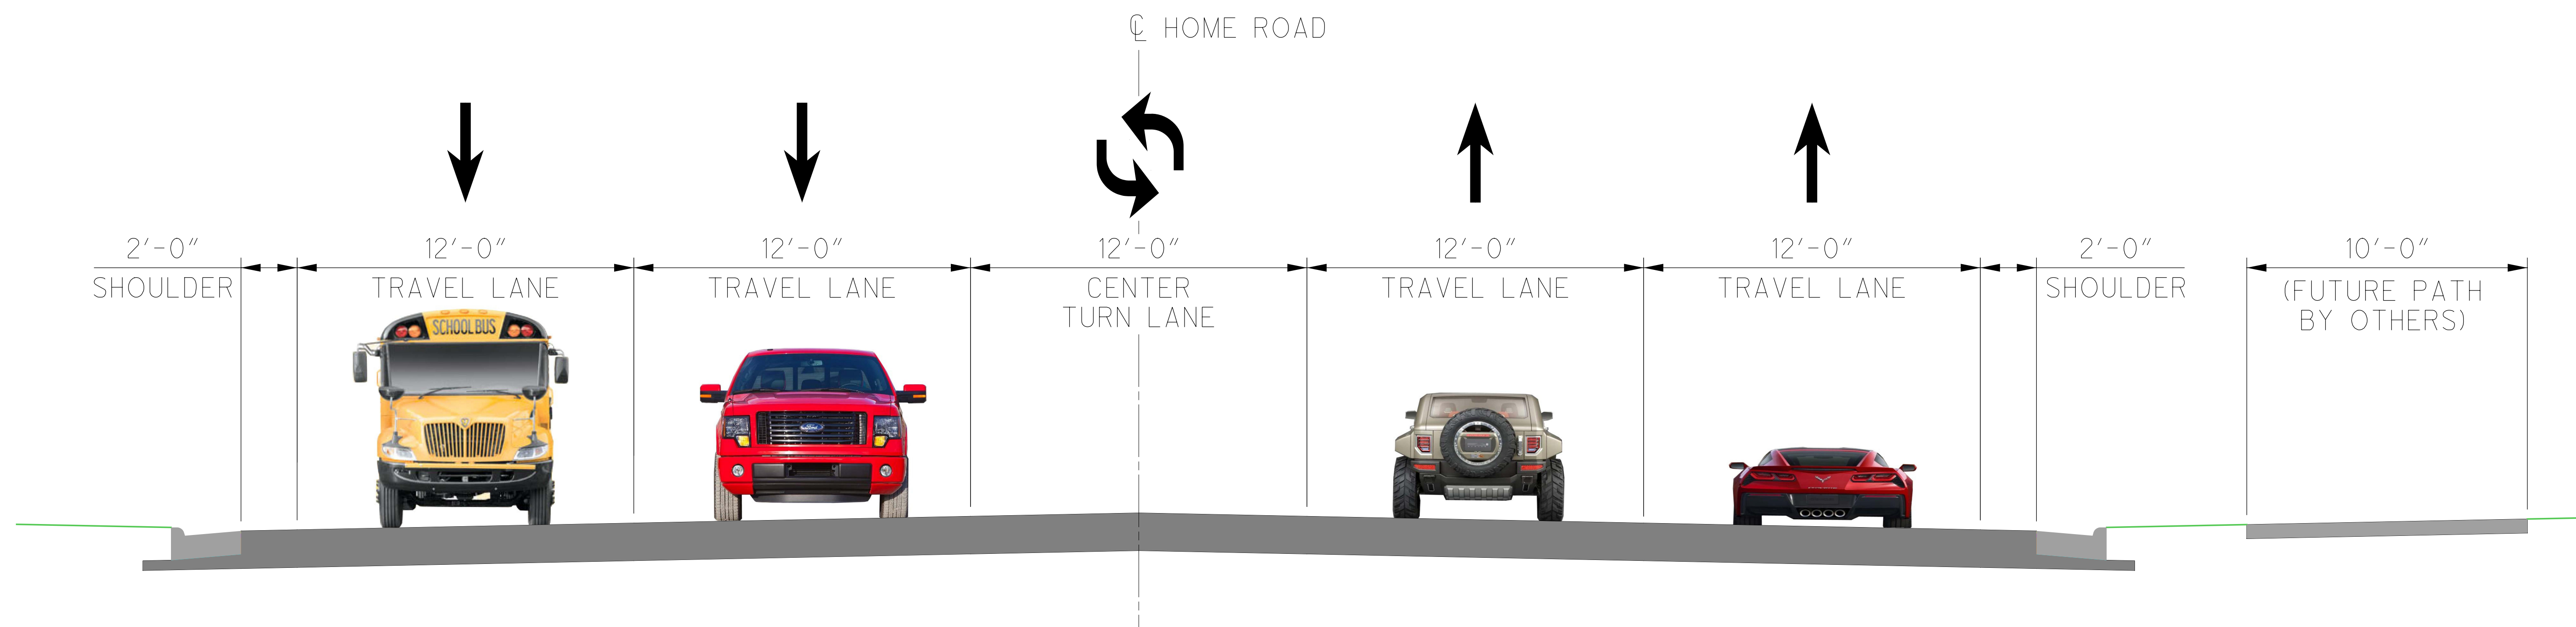 ℄ HOME ROAD
2'-0" 12'-0" 12'-0" 12'-0" 12'-0" 12'-0" 2'-0" 10'-0"
SHOULDER TRAVEL LANE TRAVEL LANE CENTER TRAVEL LANE TRAVEL LANE SHOULDER (FUTURE PATH
TURN LANE BY OTHERS)
SCHOOL BUS
Ford